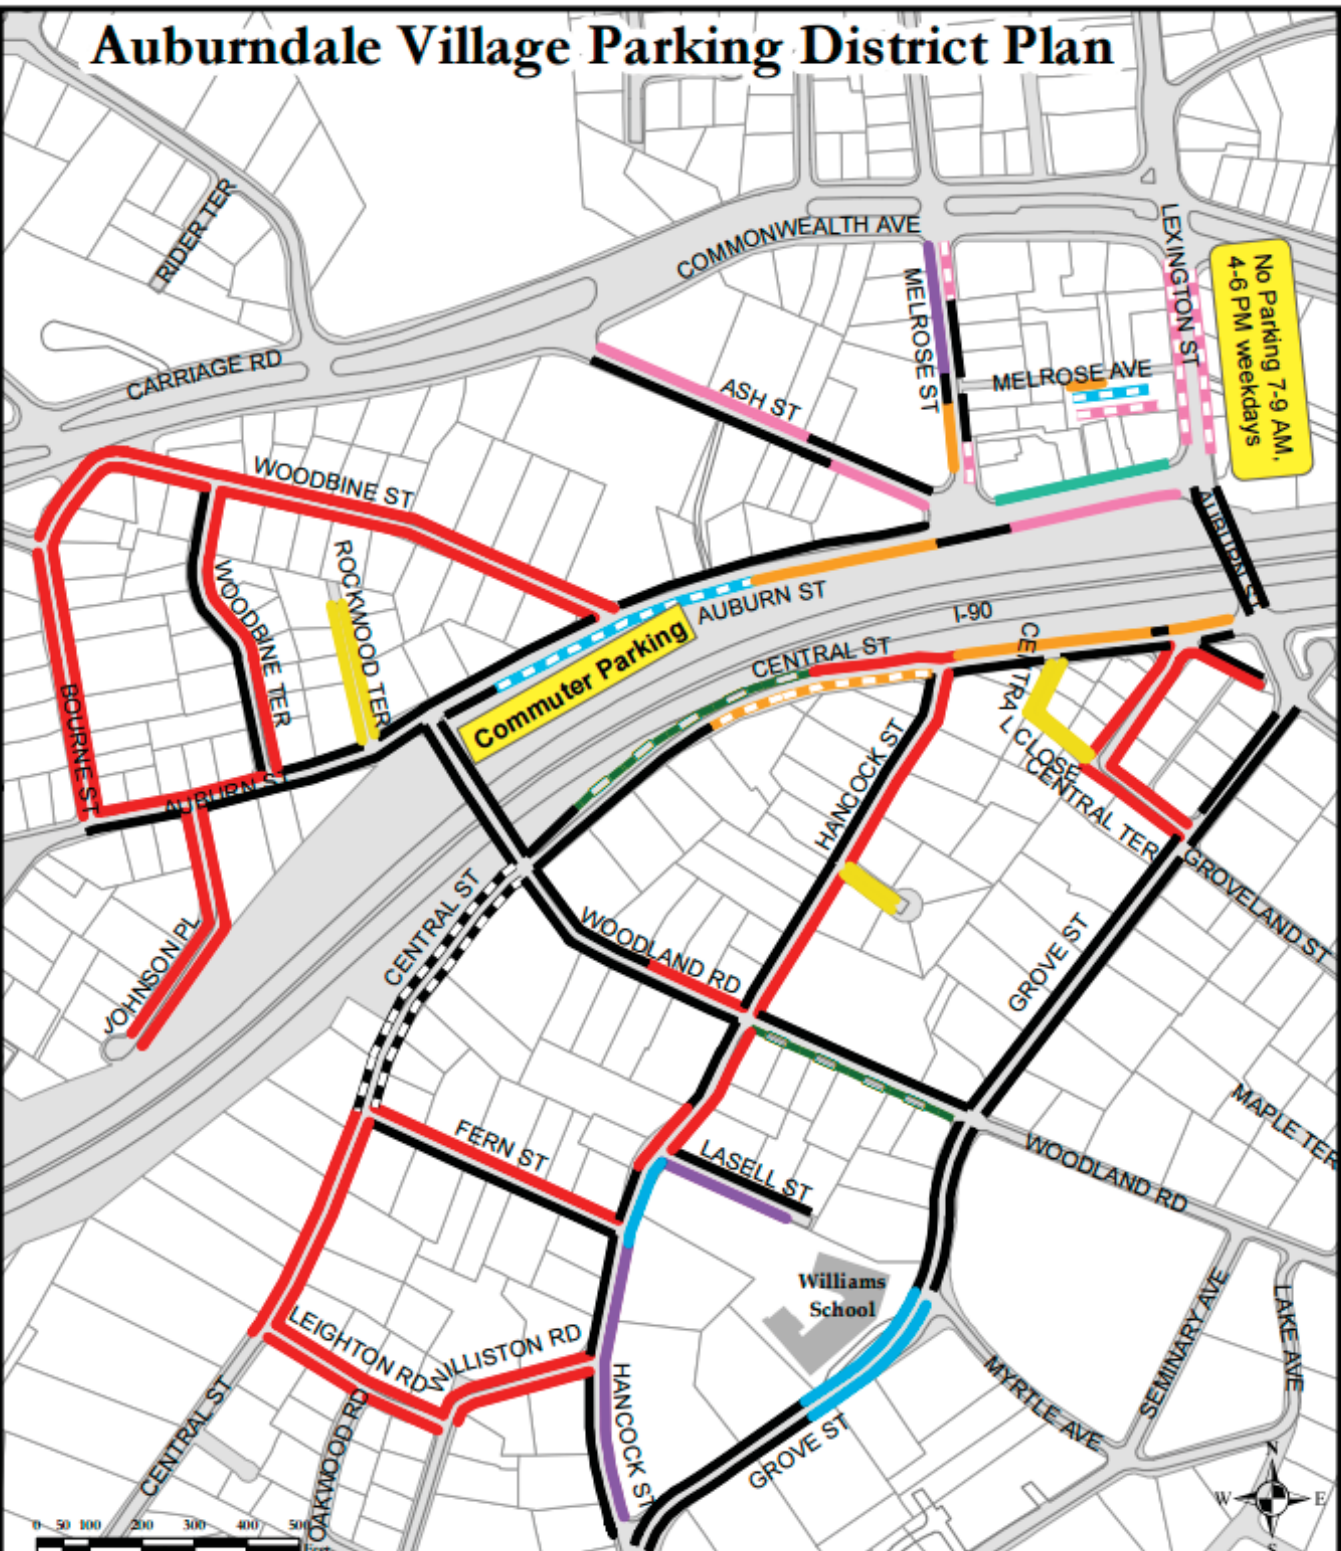 Auburndale Village Parking District Plan
RIDER TER
COMMONWEALTH AVE
LEXINGTON ST
No Parking 7-9 AM,
4-6 PM weekdays
CARRIAGE RD
MELROSE ST
MELROSE AVE
ASH ST
WOODBINE ST
AUBURN ST
ROCKWOOD TER
WOODBINE TER
AUBURN ST
I-90
Commuter Parking
CENTRAL ST
CENTRAL CLOSE
BOURNE ST
HANCOCK ST
AUBURN ST
CENTRAL TER
GROVELAND ST
CENTRAL ST
WOODLAND RD
GROVE ST
JOHNSON PL
MAPLE TER
FERN ST
LASELL ST
WOODLAND RD
Williams
School
LEIGHTON RD
WILLISTON RD
SEMINARY AVE
LAKE AVE
MYRTLE AVE
HANCOCK ST
CENTRAL ST
OAKWOOD RD
GROVE ST
N
W E
S
0 50 100 200 300 400 500
Feet